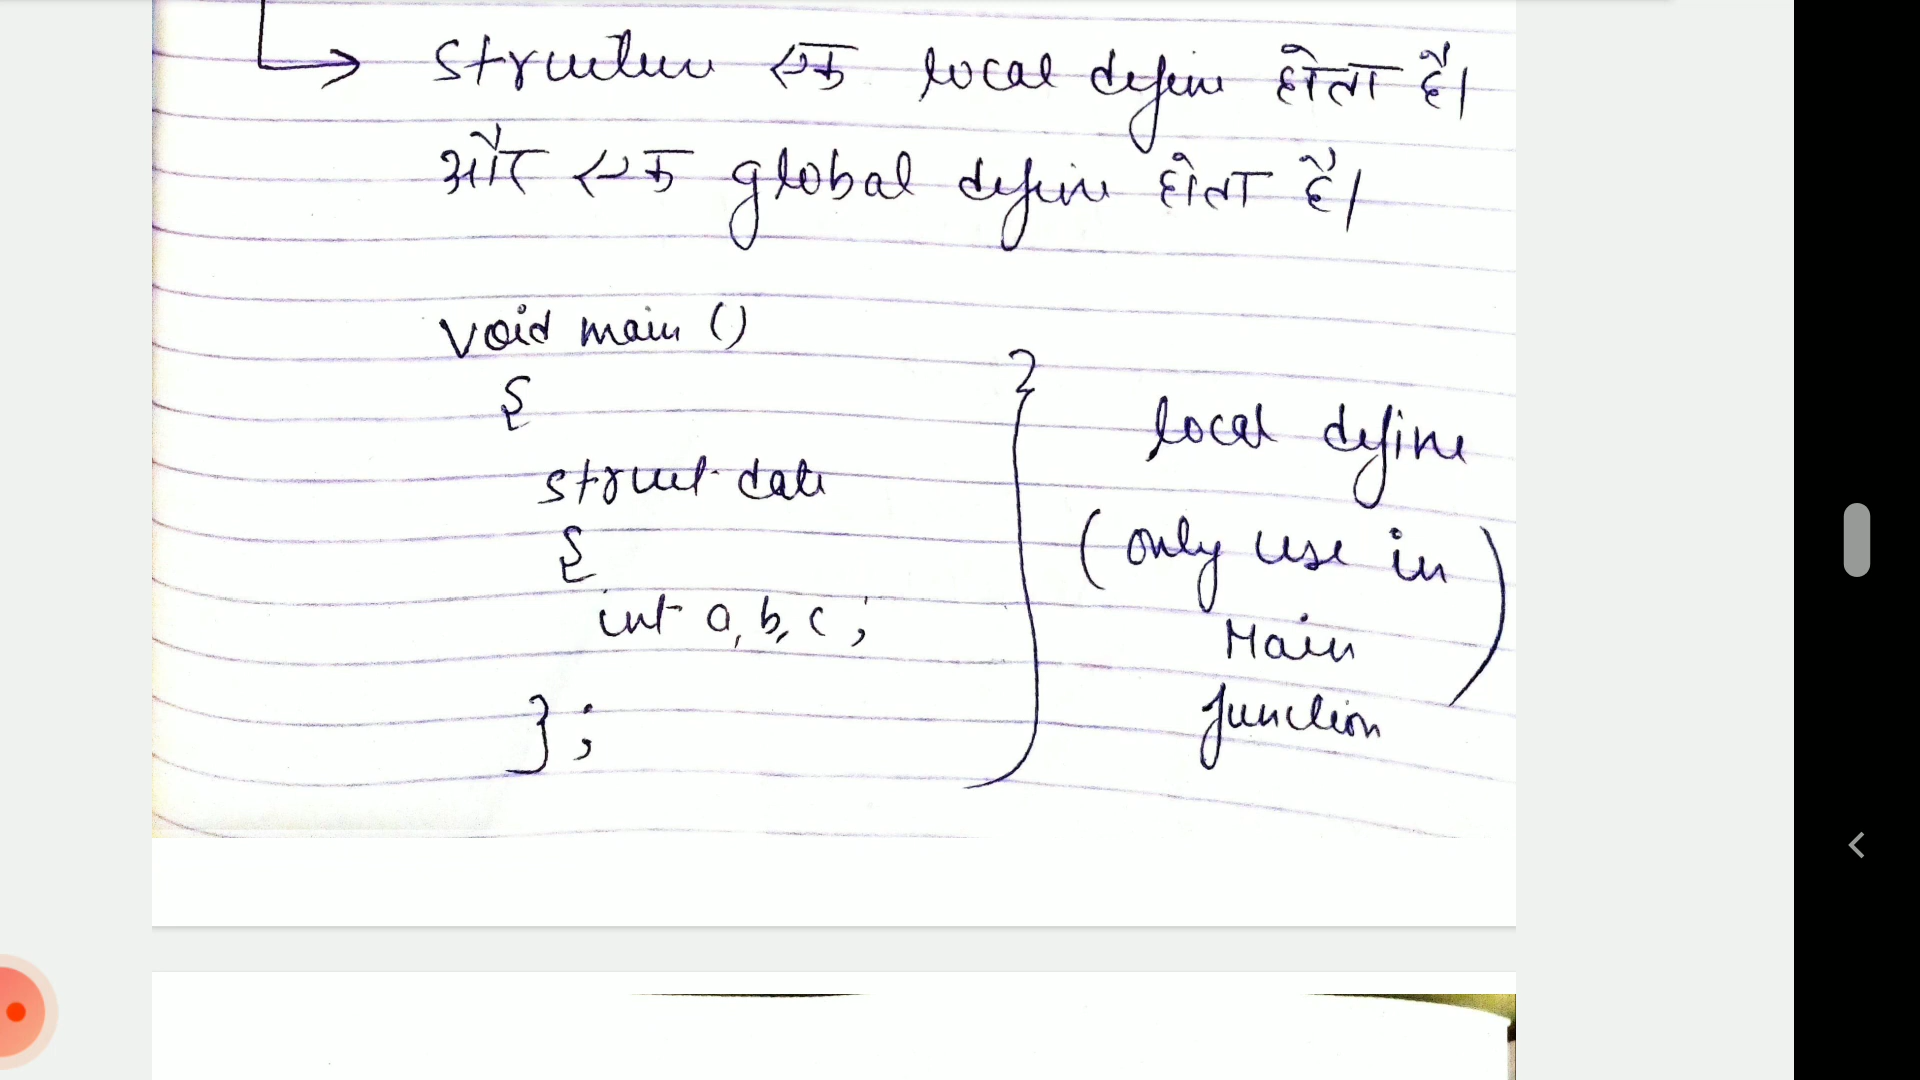 structure एक local define होता है।
और एक global define होता है।
void main ()
{
struct date
{
int a, b, c ;
} ;
local define
(only use in
Main
function)